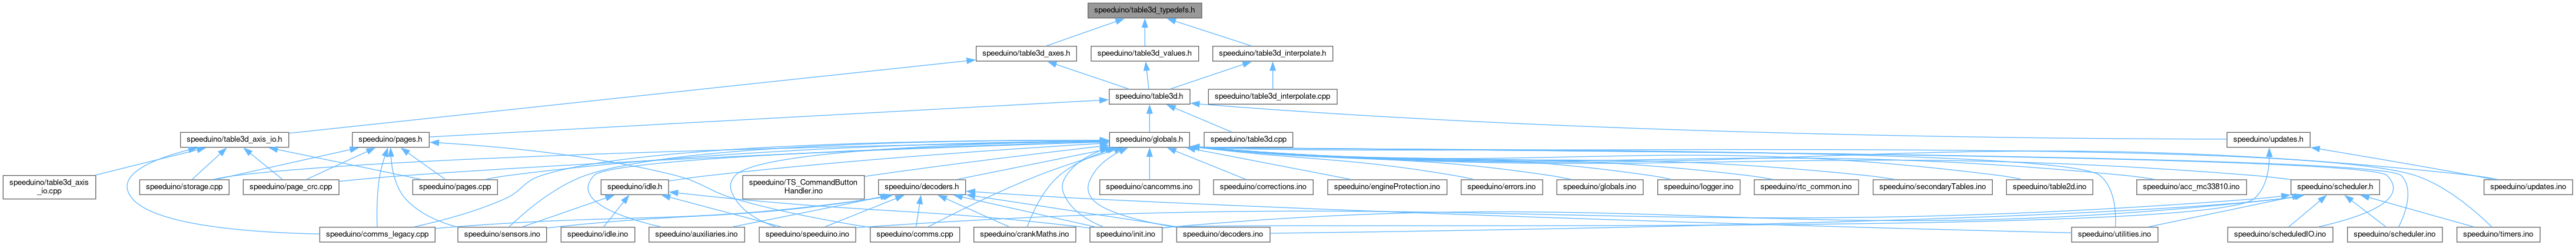 speeduino/table3d_typedefs.h
speeduino/table3d_axes.h
speeduino/table3d_values.h
speeduino/table3d_interpolate.h
speeduino/table3d.h
speeduino/table3d_interpolate.cpp
speeduino/table3d_axis_io.h
speeduino/pages.h
speeduino/globals.h
speeduino/table3d.cpp
speeduino/updates.h
speeduino/table3d_axis
_io.cpp
speeduino/storage.cpp
speeduino/page_crc.cpp
speeduino/pages.cpp
speeduino/idle.h
speeduino/TS_CommandButton
Handler.ino
speeduino/decoders.h
speeduino/cancomms.ino
speeduino/corrections.ino
speeduino/engineProtection.ino
speeduino/errors.ino
speeduino/globals.ino
speeduino/logger.ino
speeduino/rtc_common.ino
speeduino/secondaryTables.ino
speeduino/table2d.ino
speeduino/acc_mc33810.ino
speeduino/scheduler.h
speeduino/updates.ino
speeduino/comms_legacy.cpp
speeduino/sensors.ino
speeduino/idle.ino
speeduino/auxiliaries.ino
speeduino/speeduino.ino
speeduino/comms.cpp
speeduino/crankMaths.ino
speeduino/init.ino
speeduino/decoders.ino
speeduino/utilities.ino
speeduino/scheduledIO.ino
speeduino/scheduler.ino
speeduino/timers.ino